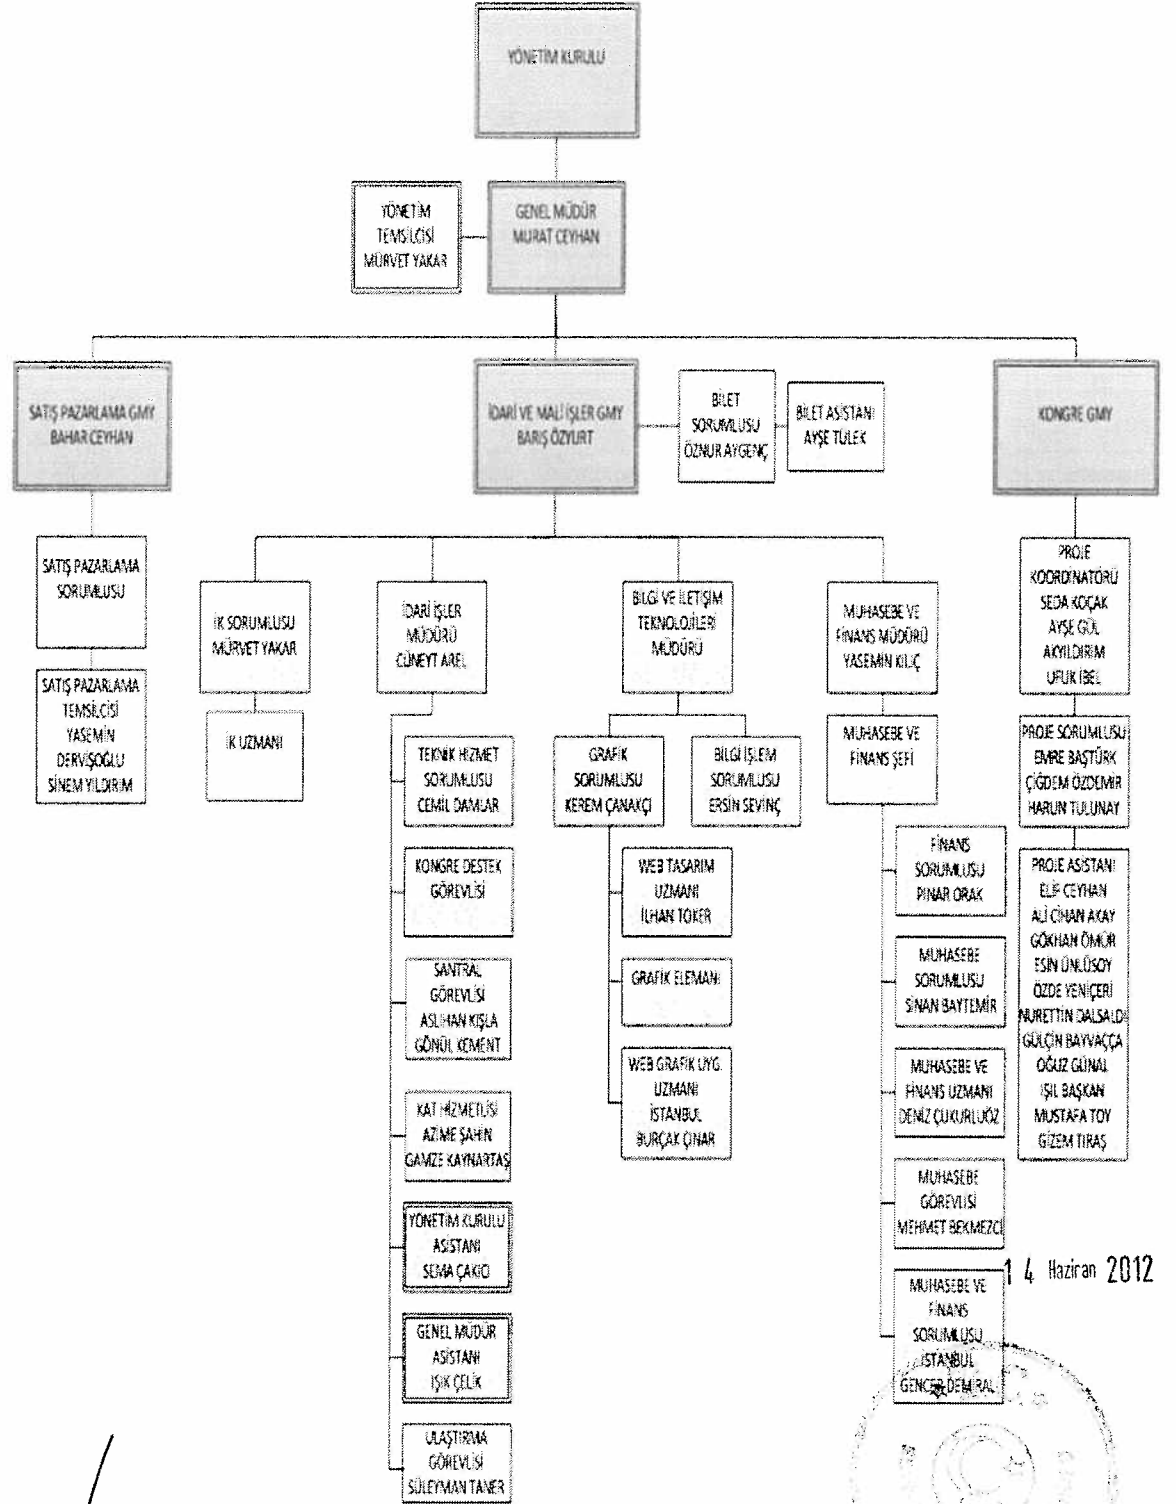 YÖNETİM KURULU
YÖNETİM
TEMSİLCİSİ
MÜRVET YAKAR
GENEL MÜDÜR
MURAT CEYHAN
SATIŞ PAZARLAMA GMY
BAHAR CEYHAN
İDARİ VE MALİ İŞLER GMY
BARIŞ ÖZYURT
BİLET
SORUMLUSU
ÖZNUR AYGENÇ
BİLET ASİSTANI
AYŞE TÜLEK
KONGRE GMY
SATIŞ PAZARLAMA
SORUMLUSU
SATIŞ PAZARLAMA
TEMSİLCİSİ
YASEMİN
DERVİŞOĞLU
SİNEM YILDIRIM
İK SORUMLUSU
MÜRVET YAKAR
İK UZMANI
İDARİ İŞLER
MÜDÜRÜ
CÜNEYT AREL
TEKNİK HİZMET
SORUMLUSU
CEMİL DAMLAR
KONGRE DESTEK
GÖREVLİSİ
SANTRAL
GÖREVLİSİ
ASLIHAN KIŞLA
GÖNÜL KEMENT
KAT HİZMETLİSİ
AZİME ŞAHİN
GAMZE KAYNARTAŞ
YÖNETİM KURULU
ASİSTANI
SEMA ÇAKICI
GENEL MÜDÜR
ASİSTANI
IŞIK ÇELİK
ULAŞTIRMA
GÖREVLİSİ
SÜLEYMAN TANER
BİLGİ VE İLETİŞİM
TEKNOLOJİLERİ
MÜDÜRÜ
GRAFİK
SORUMLUSU
KEREM ÇANAKÇI
BİLGİ İŞLEM
SORUMLUSU
ERSİN SEVİNÇ
WEB TASARIM
UZMANI
İLHAN TOKER
GRAFİK ELEMANI
WEB GRAFİK UYG.
UZMANI
İSTANBUL
BURÇAK ÇINAR
MUHASEBE VE
FİNANS MÜDÜRÜ
YASEMİN KILIÇ
MUHASEBE VE
FİNANS ŞEFİ
FİNANS
SORUMLUSU
PINAR ORAK
MUHASEBE
SORUMLUSU
SİNAN BAYTEMİR
MUHASEBE VE
FİNANS UZMANI
DENİZ ÇUKURLUÖZ
MUHASEBE
GÖREVLİSİ
MEHMET BEKMEZCİ
MUHASEBE VE
FİNANS
SORUMLUSU
İSTANBUL
GENCER DEMİRAL
PROJE
KOORDİNATÖRÜ
SEDA KOÇAK
AYŞE GÜL
AKYILDIRIM
UFUK İBEL
PROJE SORUMLUSU
EMRE BAŞTÜRK
ÇİĞDEM ÖZDEMİR
HARUN TULUNAY
PROJE ASİSTANI
ELİF CEYHAN
ALİ CİHAN AKAY
GÖKHAN ÖMÜR
ESİN ÜNLÜSOY
ÖZDE YENİÇERİ
NURETTİN DALSALDI
GÜLÇİN BAYVAÇÇA
OĞUZ GÜNAL
IŞIL BAŞKAN
MUSTAFA TOY
GİZEM TIRAŞ
14 Haziran 2012